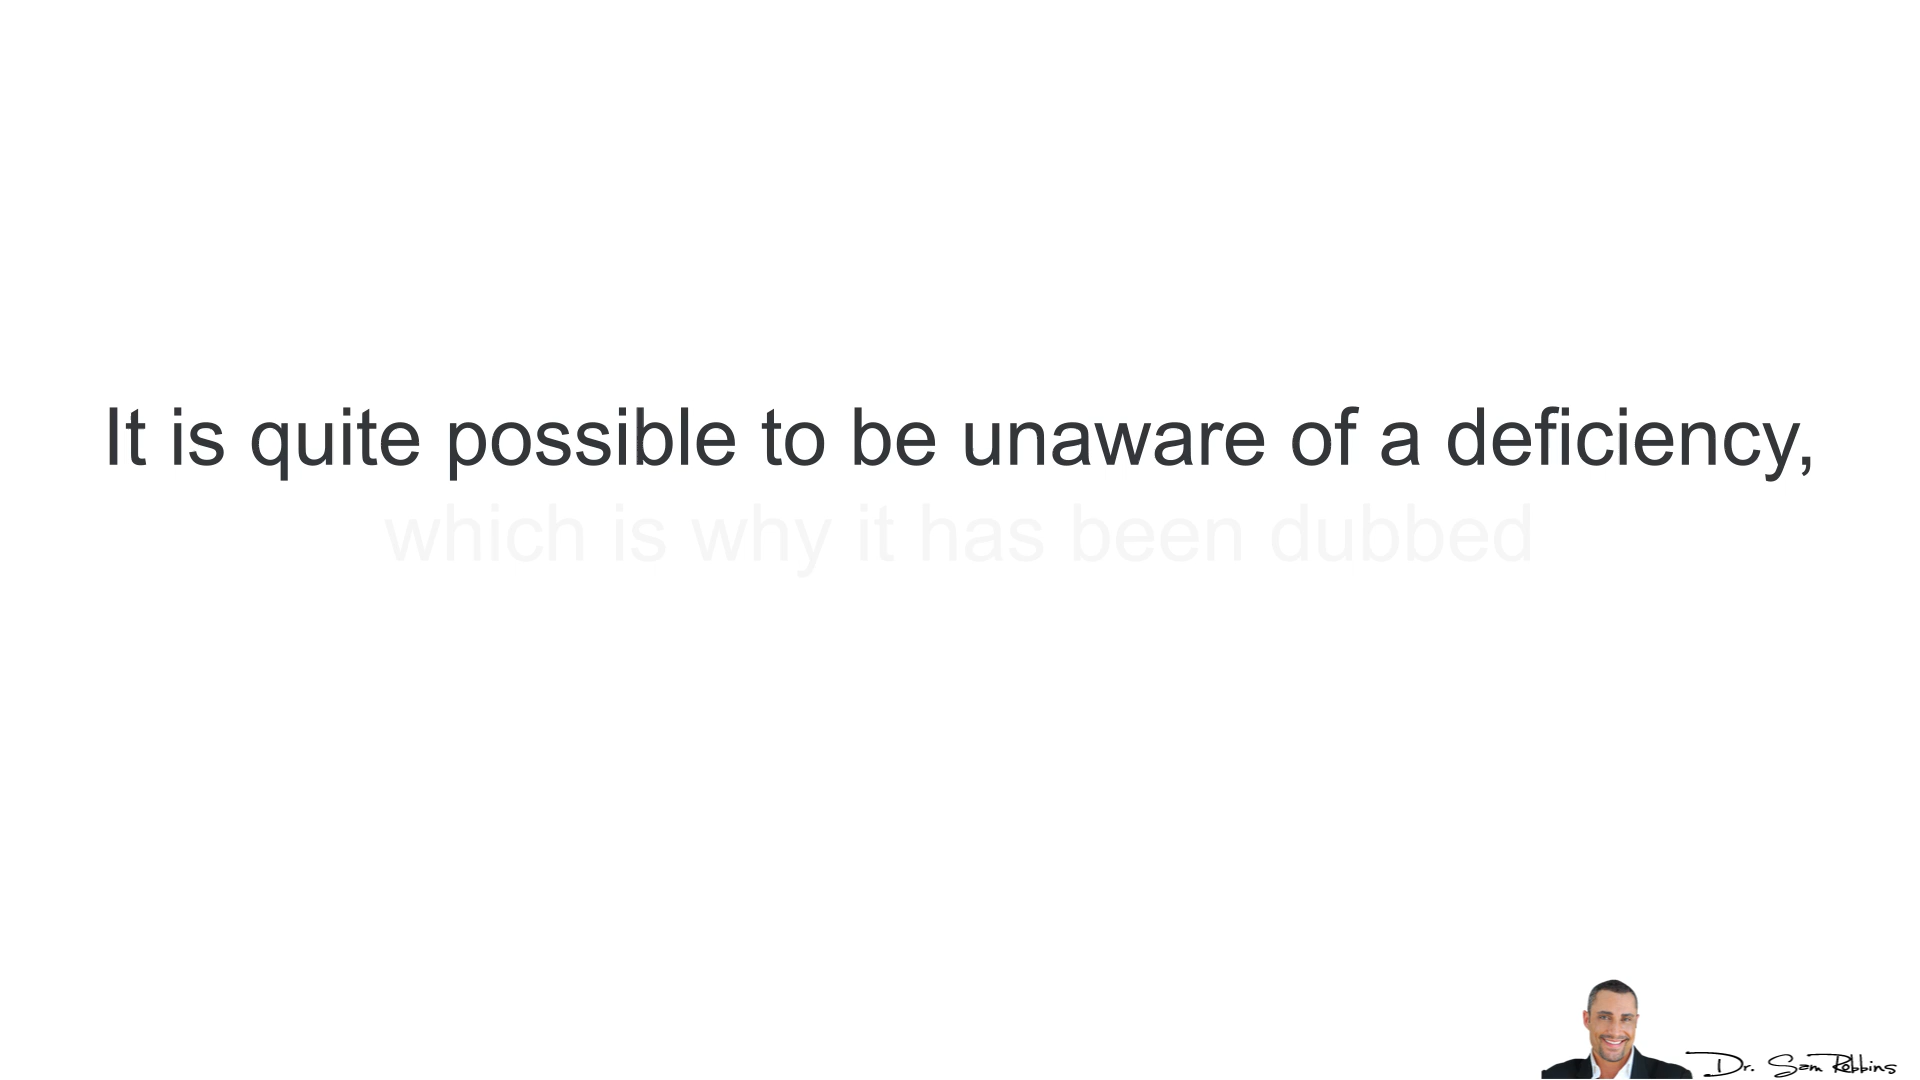 It is quite possible to be unaware of a deficiency,
which is why it has been dubbed
Dr. Sam Robbins